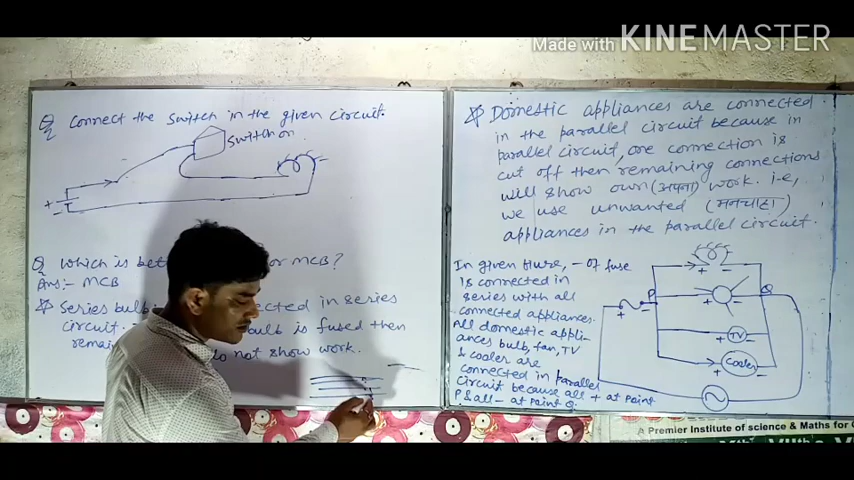 Made with KINEMASTER
Q Connect the switch in the given circuit.
Switch on
+
-
Q Which is or MCB?
Ans:- MCB
Series connected in series
circuit. bulb is fused then
do not show work.
Domestic appliances are connected
in the parallel circuit because in
parallel circuit, one connection is
cut off then remaining connections
will show own (अपना) work. i.e,
we use unwanted (मनचाहा)
appliances in the parallel circuit.
In given - of fuse
is connected in
series with all
connected appliances.
All domestic appli-
ances bulb, fan, TV
& cooler are
connected in parallel
circuit because all + at point
P & all - at point Q.
+ -
P
Q
+ -
+ TV -
+ Cooler -
A Premier Institute of science & Maths for